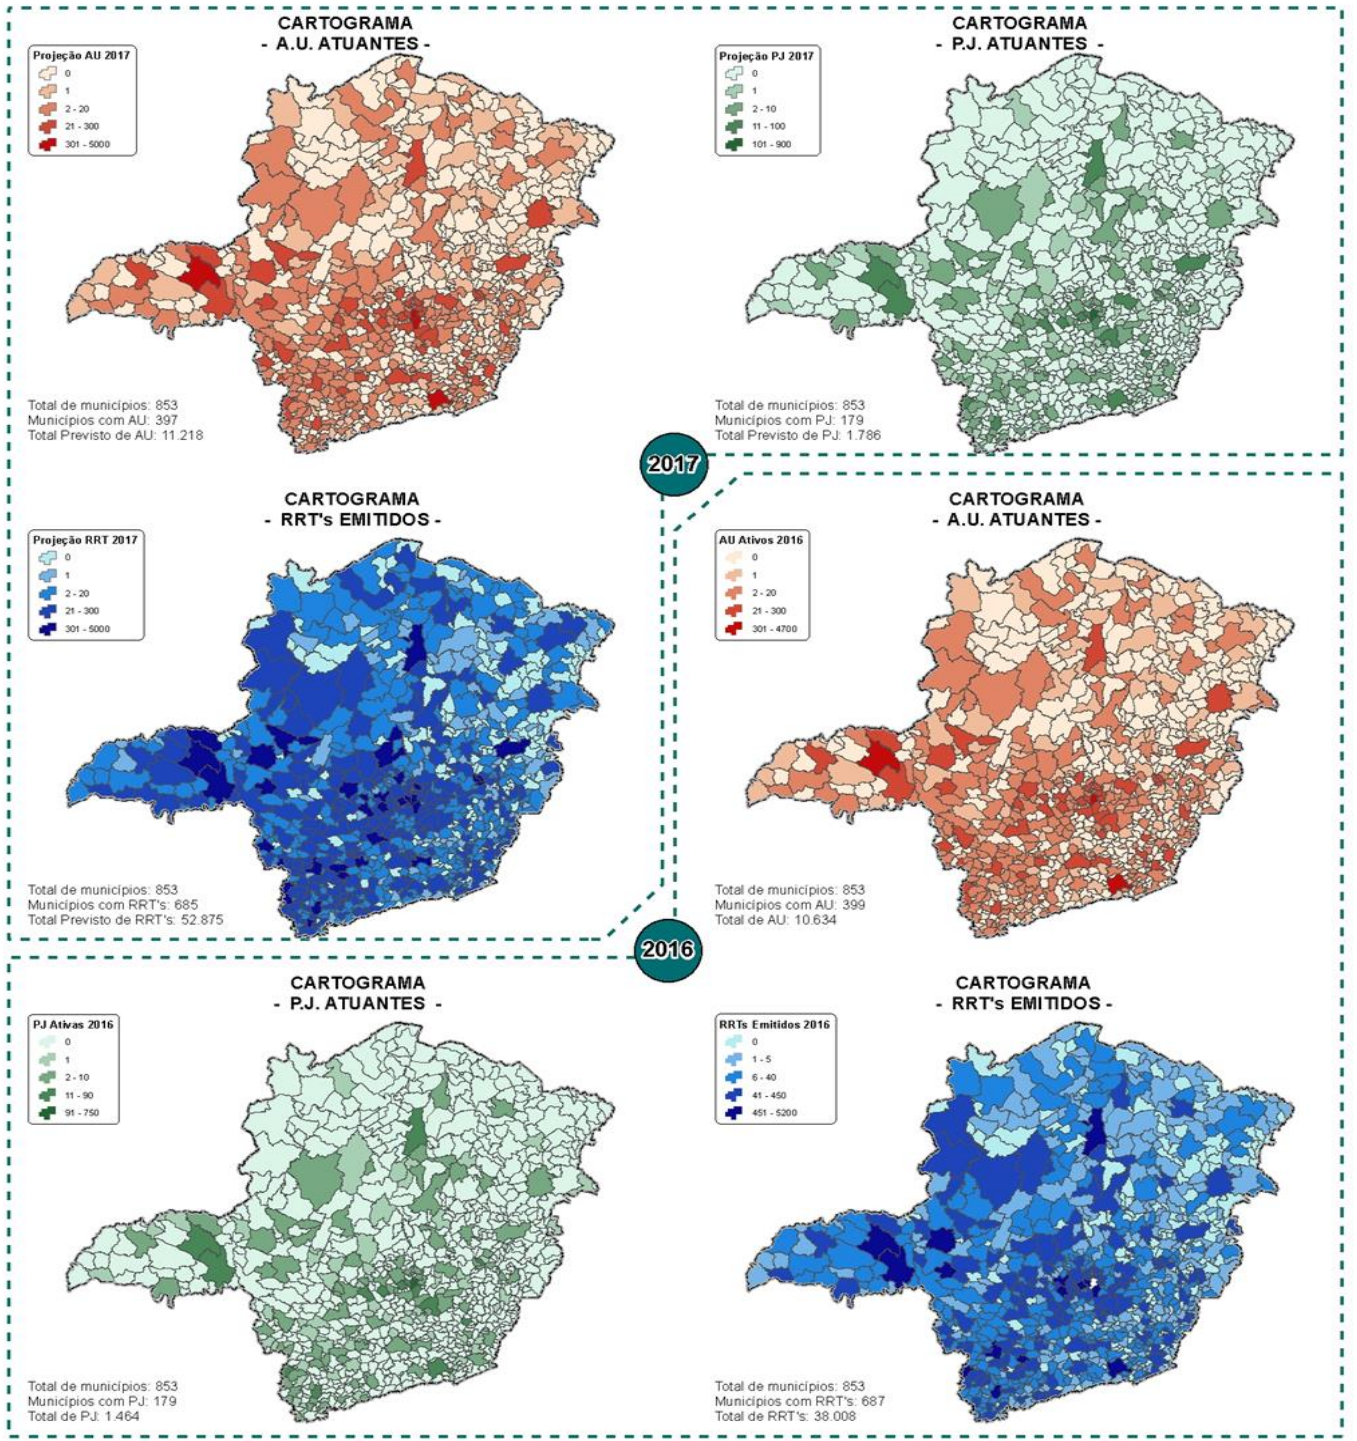 CARTOGRAMA
- A.U. ATUANTES -
Projeção AU 2017
0
1
2 - 20
21 - 300
301 - 5000
Total de municípios: 853
Municípios com AU: 397
Total Previsto de AU: 11.218
CARTOGRAMA
- P.J. ATUANTES -
Projeção PJ 2017
0
1
2 - 10
11 - 100
101 - 900
Total de municípios: 853
Municípios com PJ: 179
Total Previsto de PJ: 1.786
2017
CARTOGRAMA
- RRT's EMITIDOS -
Projeção RRT 2017
0
1
2 - 20
21 - 300
301 - 5000
Total de municípios: 853
Municípios com RRT's: 685
Total Previsto de RRT's: 52.875
CARTOGRAMA
- A.U. ATUANTES -
AU Ativos 2016
0
1
2 - 20
21 - 300
301 - 4700
Total de municípios: 853
Municípios com AU: 399
Total de AU: 10.634
2016
CARTOGRAMA
- P.J. ATUANTES -
PJ Ativas 2016
0
1
2 - 10
11 - 90
91 - 750
Total de municípios: 853
Municípios com PJ: 179
Total de PJ: 1.464
CARTOGRAMA
- RRT's EMITIDOS -
RRTs Emitidos 2016
0
1 - 5
6 - 40
41 - 450
451 - 5200
Total de municípios: 853
Municípios com RRT's: 687
Total de RRT's: 38.008